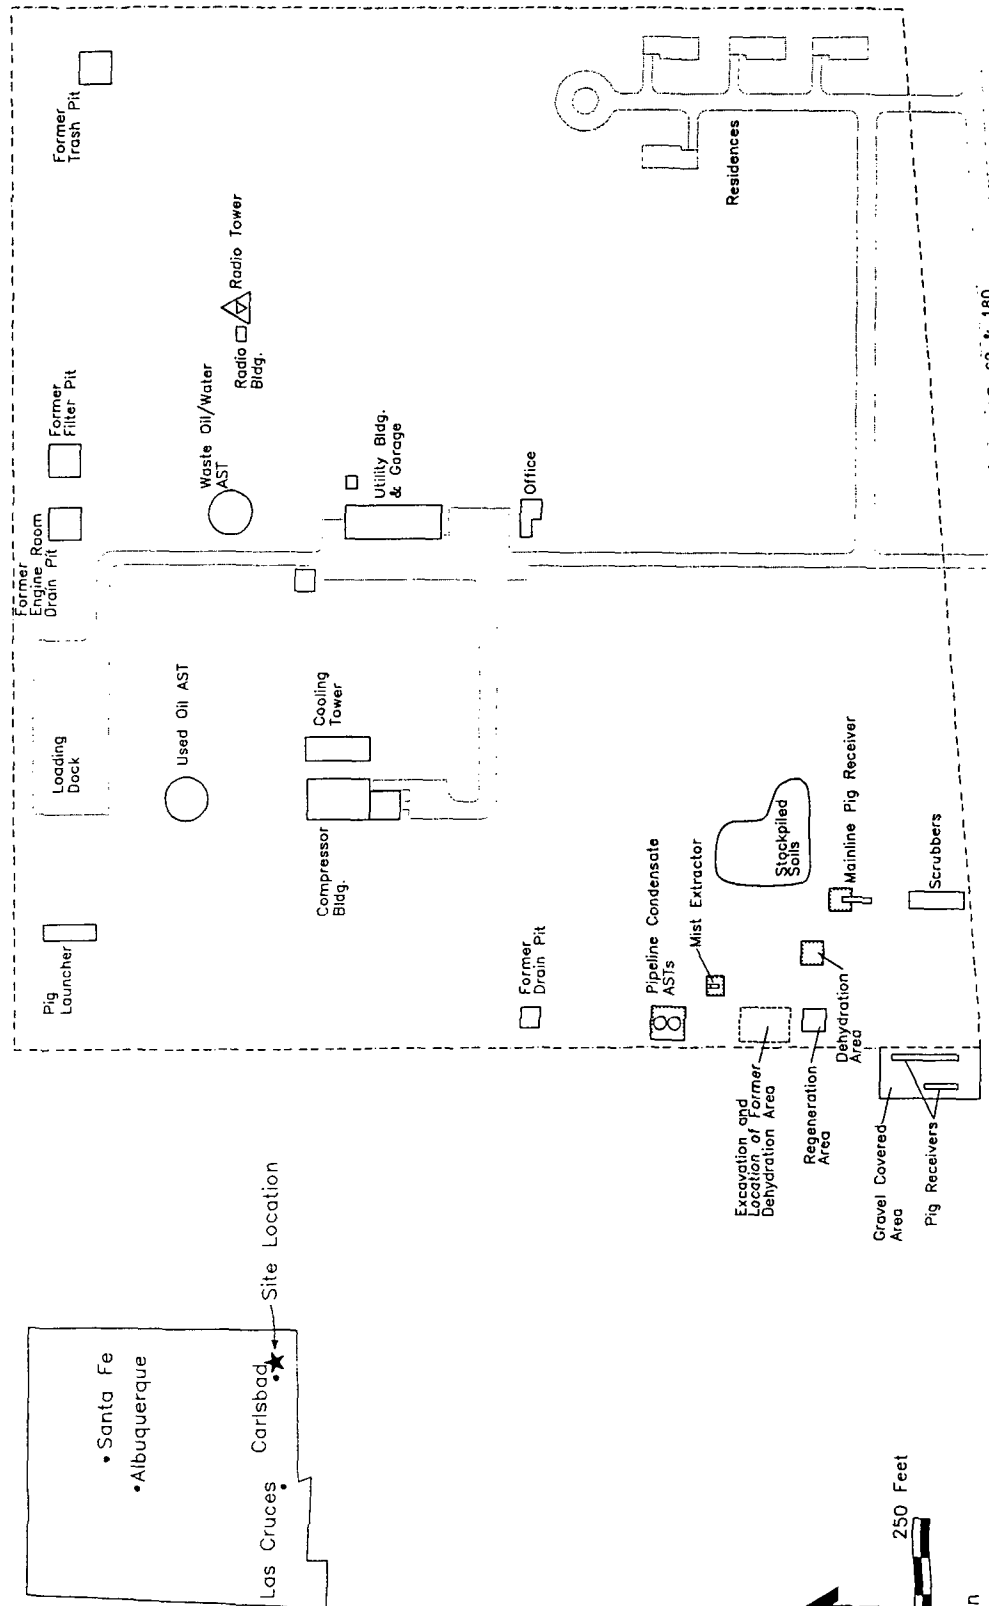 Santa Fe
Albuquerque
Carlsbad
Las Cruces
Site Location
250 Feet
Pig
Launcher
Loading
Dock
Former
Engine Room
Drain Pit
Former
Filter Pit
Former
Trash Pit
Used Oil AST
Waste Oil/Water
AST
Radio
Bldg.
Radio Tower
Compressor
Bldg.
Cooling
Tower
Utility Bldg.
& Garage
Former
Drain Pit
Office
Pipeline Condensate
ASTs
Mist Extractor
Residences
Excavation and
Location of Former
Dehydration Area
Stockpiled
Soils
Regeneration
Area
Dehydration
Area
Mainline Pig Receiver
Gravel Covered
Area
Pig Receivers
Scrubbers
& 180